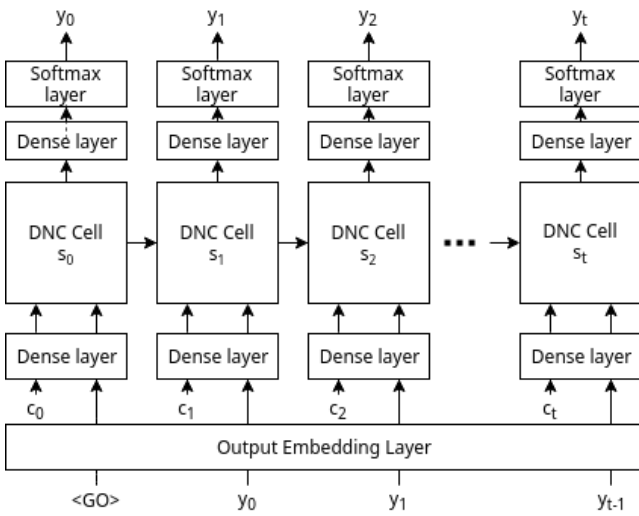 y₀ y₁ y₂ yₜ
Softmax layer Softmax layer Softmax layer Softmax layer
Dense layer Dense layer Dense layer Dense layer
DNC Cell DNC Cell DNC Cell DNC Cell
s₀ s₁ s₂ ... sₜ
Dense layer Dense layer Dense layer Dense layer
c₀ c₁ c₂ cₜ
Output Embedding Layer
<GO> y₀ y₁ yₜ₋₁